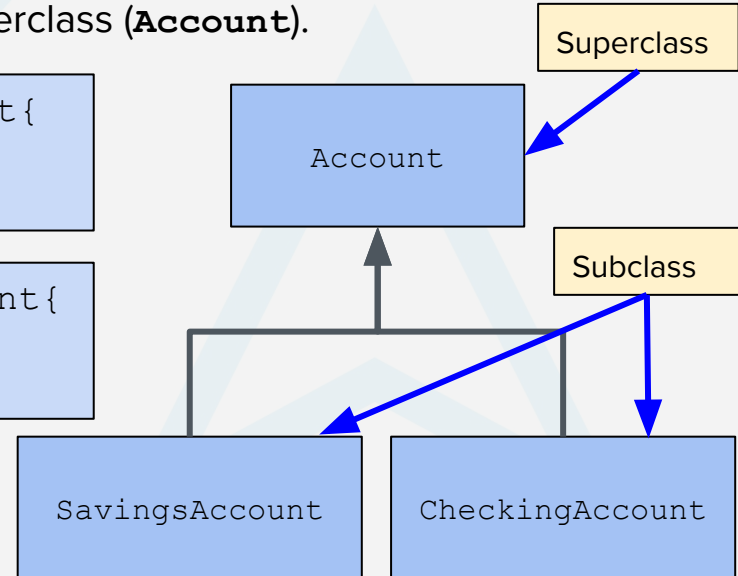 erclass (Account).
Superclass
t{
Account
Subclass
nt{
SavingsAccount
CheckingAccount